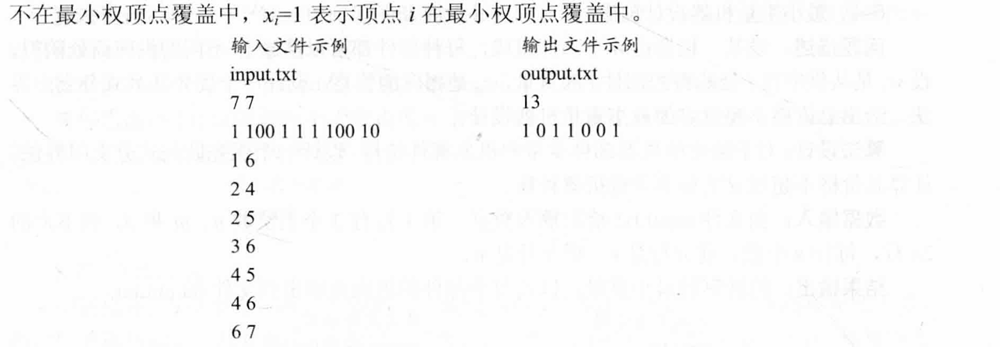 不在最小权顶点覆盖中，xi=1 表示顶点 i 在最小权顶点覆盖中。
输入文件示例 输出文件示例
input.txt output.txt
7 7 13
1 100 1 1 1 100 10 1 0 1 1 0 0 1
1 6
2 4
2 5
3 6
4 5
4 6
6 7